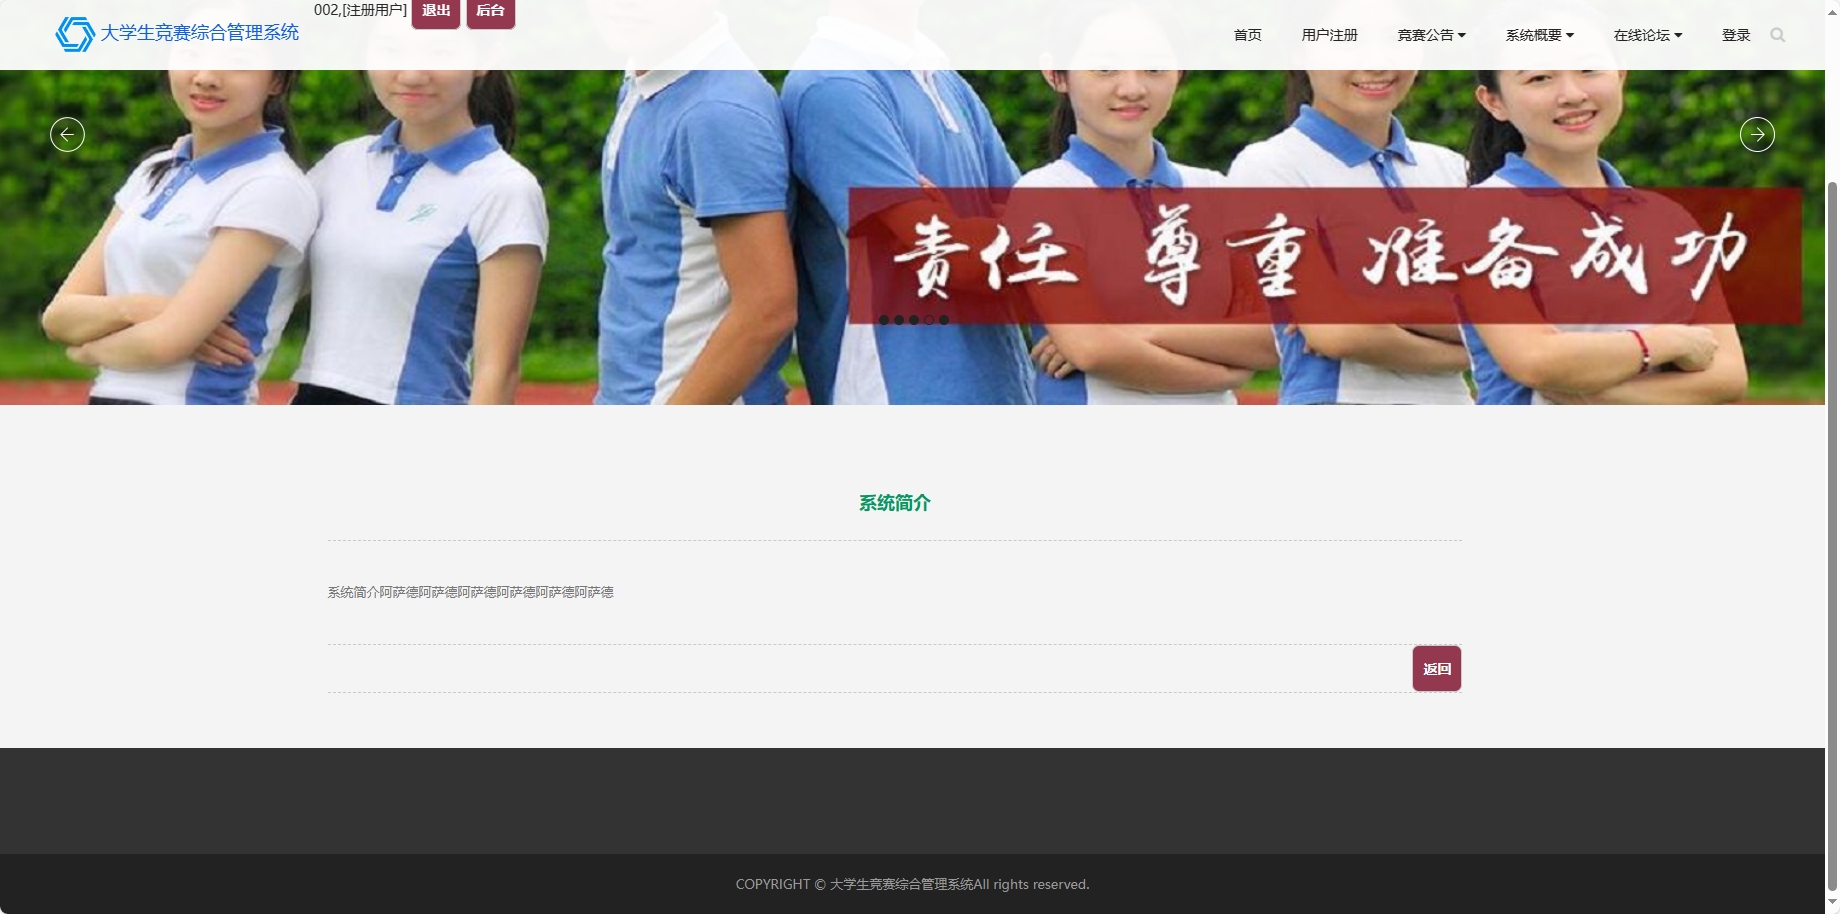 大学生竞赛综合管理系统
002,[注册用户] 退出 后台
首页 用户注册 竞赛公告 系统概要 在线论坛 登录
责任 尊重 准备成功
系统简介
系统简介阿萨德阿萨德阿萨德阿萨德阿萨德阿萨德
返回
COPYRIGHT © 大学生竞赛综合管理系统All rights reserved.